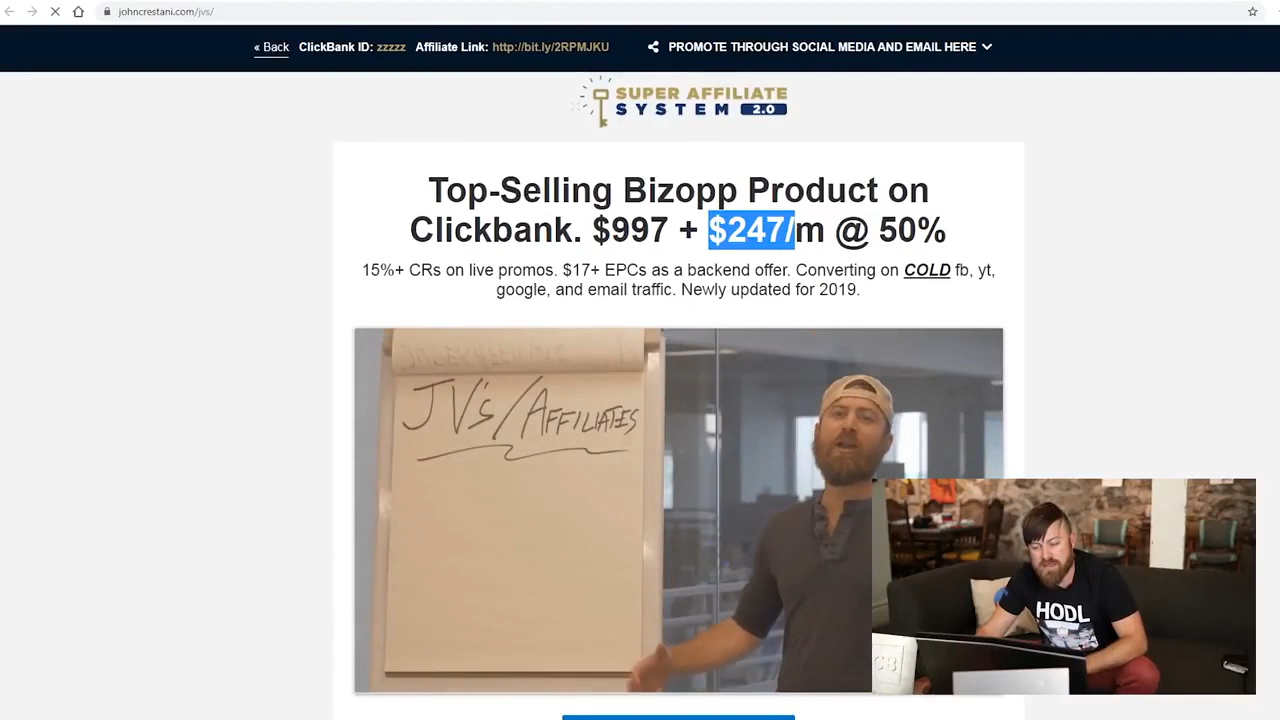 johncrestani.com/jvs/
« Back ClickBank ID: zzzzz Affiliate Link: http://bit.ly/2RPMJKU PROMOTE THROUGH SOCIAL MEDIA AND EMAIL HERE
SUPER AFFILIATE
SYSTEM 2.0
Top-Selling Bizopp Product on
Clickbank. $997 + $247/m @ 50%
15%+ CRs on live promos. $17+ EPCs as a backend offer. Converting on COLD fb, yt,
google, and email traffic. Newly updated for 2019.
JV's/AFFILIATES
HODL